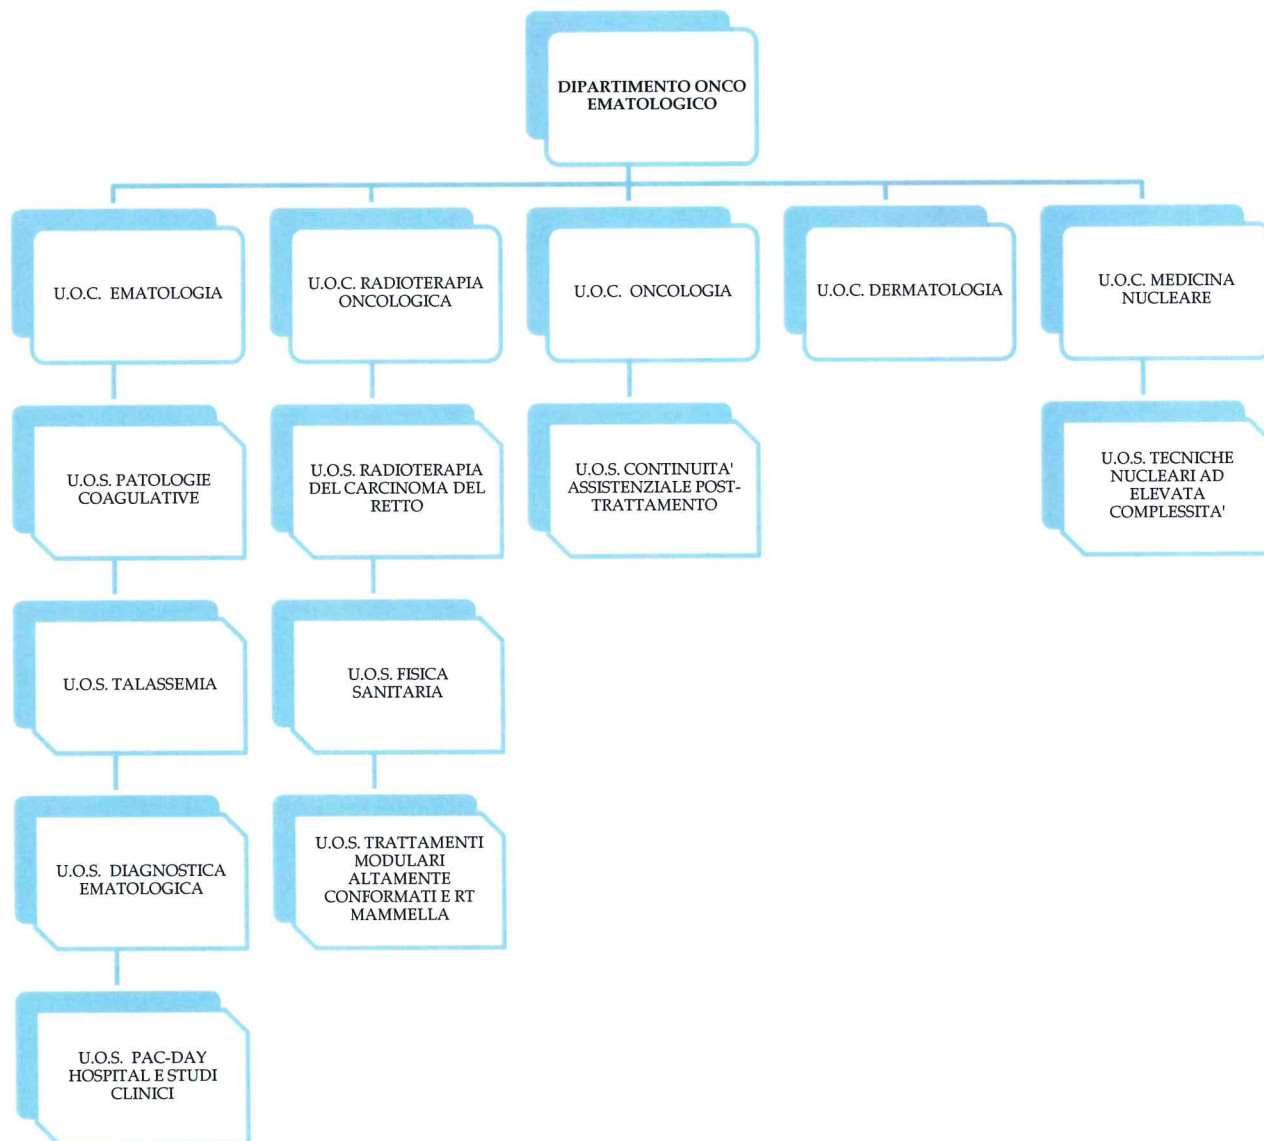 DIPARTIMENTO ONCO
EMATOLOGICO
U.O.C. EMATOLOGIA
U.O.C. RADIOTERAPIA
ONCOLOGICA
U.O.C. ONCOLOGIA
U.O.C. DERMATOLOGIA
U.O.C. MEDICINA
NUCLEARE
U.O.S. PATOLOGIE
COAGULATIVE
U.O.S. RADIOTERAPIA
DEL CARCINOMA DEL
RETTO
U.O.S. CONTINUITA'
ASSISTENZIALE POST-
TRATTAMENTO
U.O.S. TECNICHE
NUCLEARI AD
ELEVATA
COMPLESSITA'
U.O.S. TALASSEMIA
U.O.S. FISICA
SANITARIA
U.O.S. DIAGNOSTICA
EMATOLOGICA
U.O.S. TRATTAMENTI
MODULARI
ALTAMENTE
CONFORMATI E RT
MAMMELLA
U.O.S. PAC-DAY
HOSPITAL E STUDI
CLINICI